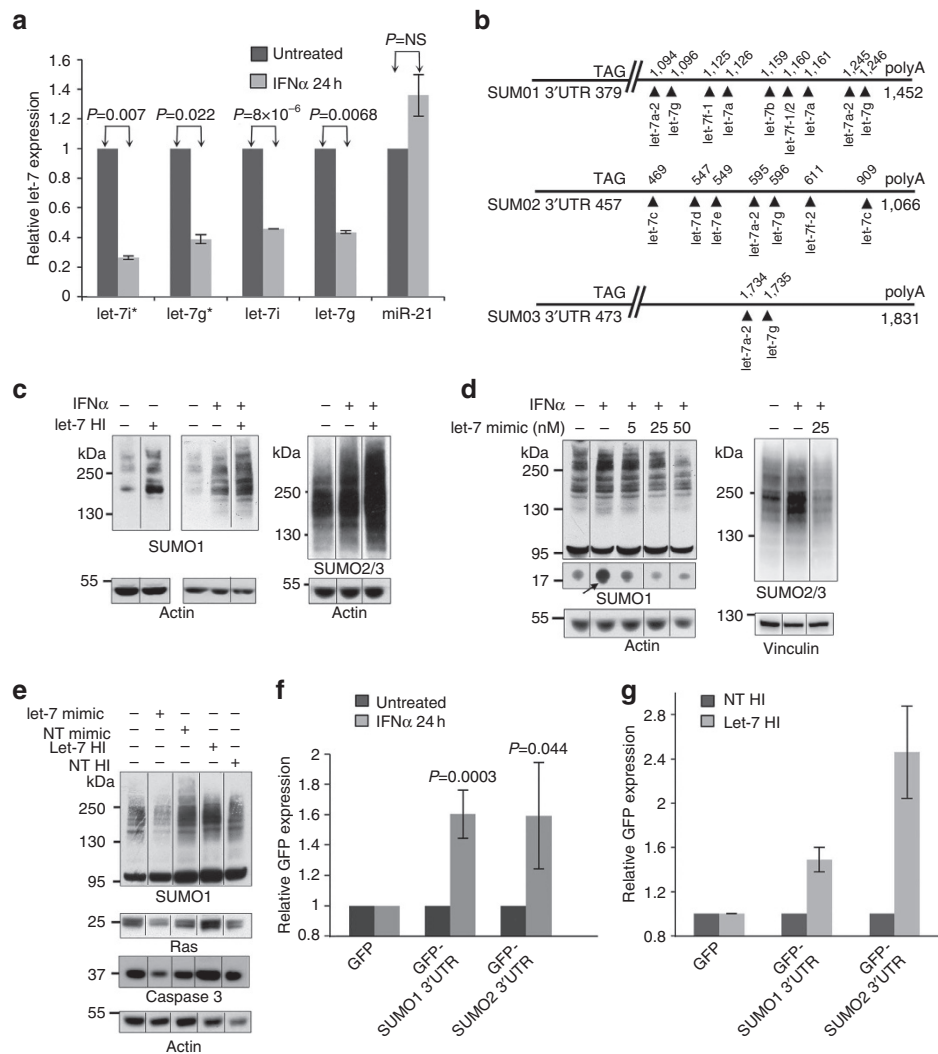 a
P=NS
Untreated
IFNα 24 h
Relative let-7 expression
1.6
1.4
1.2
1
0.8
0.6
0.4
0.2
0
P=0.007
P=0.022
P=8×10⁻⁶
P=0.0068
let-7i*
let-7g*
let-7i
let-7g
miR-21
b
TAG
1,094
1,096
1,125
1,126
1,159
1,160
1,161
1,245
1,246
polyA
SUM01 3'UTR 379
1,452
let-7a-2
let-7g
let-7f-1
let-7a
let-7b
let-7f-1/2
let-7a
let-7a-2
let-7g
TAG
469
547
549
595
596
611
909
polyA
SUM02 3'UTR 457
1,066
let-7c
let-7d
let-7e
let-7a-2
let-7g
let-7f-2
let-7c
TAG
1,734
1,735
polyA
SUM03 3'UTR 473
1,831
let-7a-2
let-7g
c
IFNα – – – + + – + +
let-7 HI – + – – + – – +
kDa
250
130
SUMO1
55
Actin
kDa
250
130
SUMO2/3
55
Actin
d
IFNα – + + + + – + +
let-7 mimic (nM) – – 5 25 50 – – 25
kDa
250
130
95
17
SUMO1
55
Actin
kDa
250
130
SUMO2/3
130
Vinculin
e
let-7 mimic – + – – –
NT mimic – – + – –
Let-7 HI – – – + –
NT HI – – – – +
kDa
250
130
95
SUMO1
25
Ras
37
Caspase 3
55
Actin
f
Untreated
IFNα 24 h
Relative GFP expression
2
1.8
1.6
1.4
1.2
1
0.8
P=0.0003
P=0.044
GFP
GFP-
SUMO1 3'UTR
GFP-
SUMO2 3'UTR
g
NT HI
Let-7 HI
Relative GFP expression
2.8
2.4
2
1.6
1.2
0.8
GFP
GFP-
SUMO1 3'UTR
GFP-
SUMO2 3'UTR